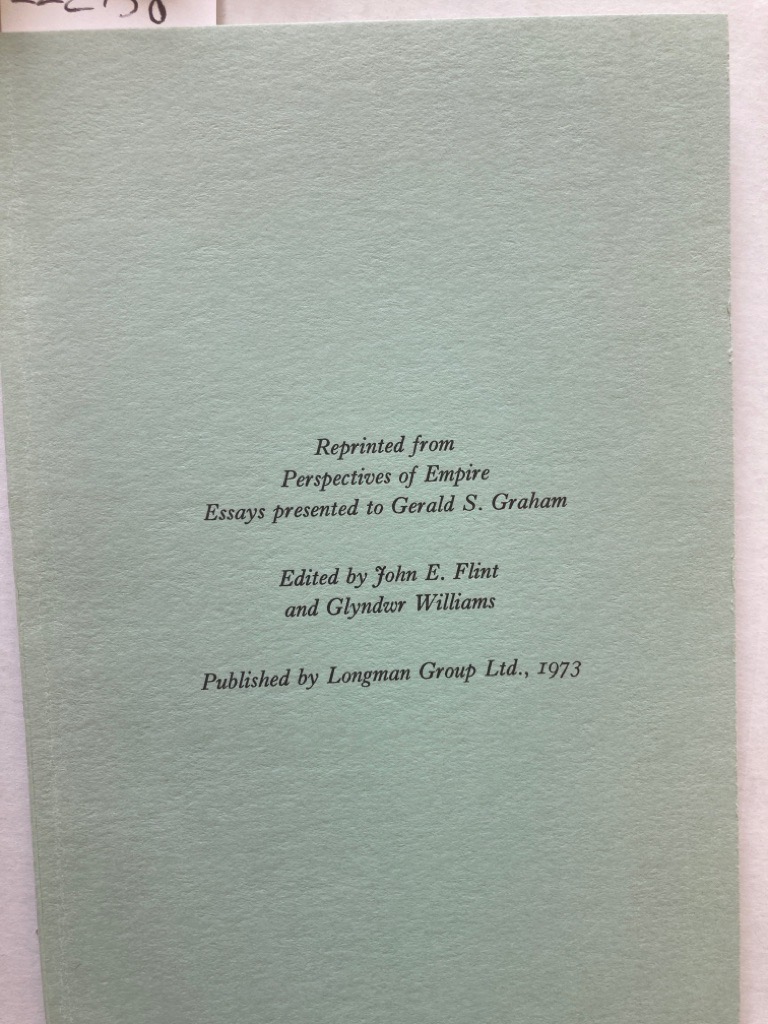 Reprinted from
Perspectives of Empire
Essays presented to Gerald S. Graham
Edited by John E. Flint
and Glyndwr Williams
Published by Longman Group Ltd., 1973